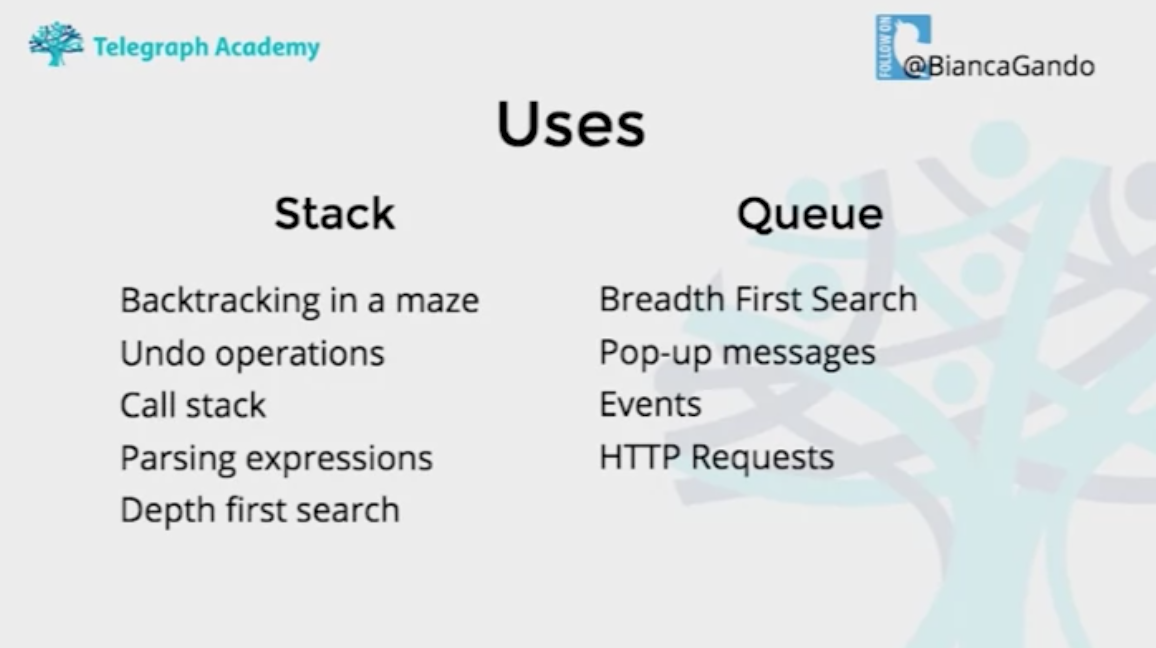 Telegraph Academy
FOLLOW ON
@BiancaGando
Uses
Stack
Backtracking in a maze
Undo operations
Call stack
Parsing expressions
Depth first search
Queue
Breadth First Search
Pop-up messages
Events
HTTP Requests